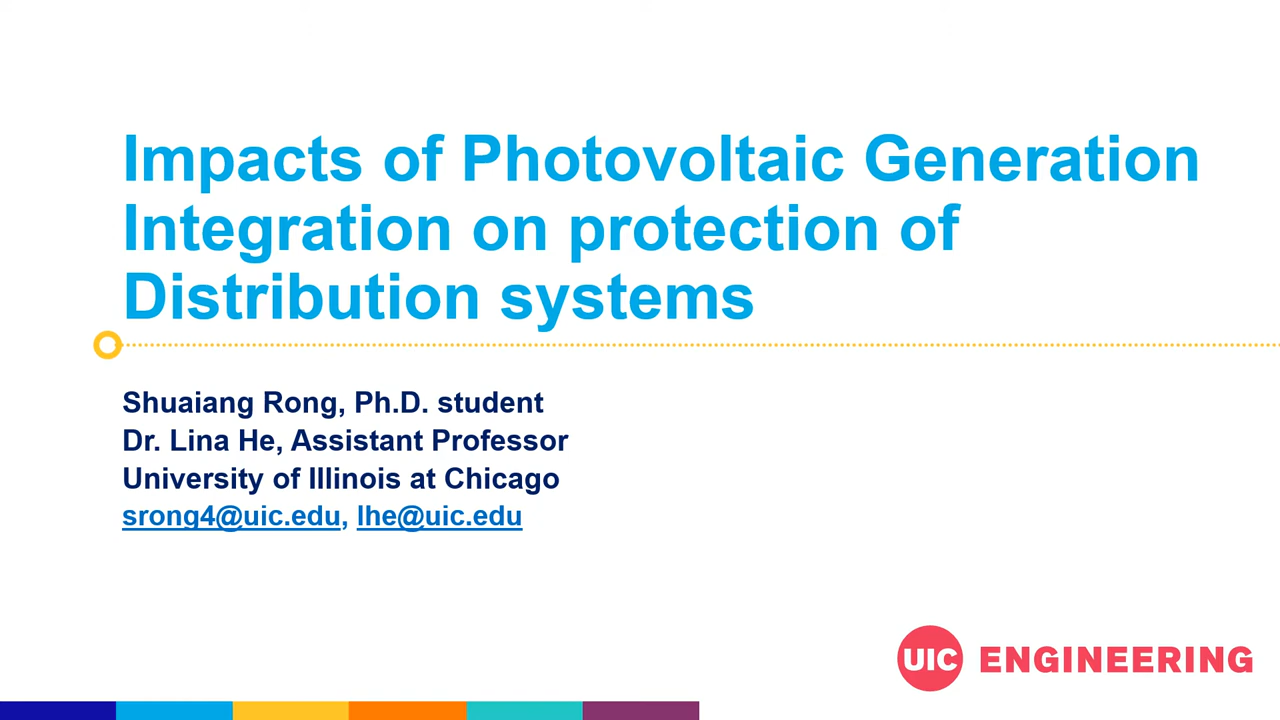 Impacts of Photovoltaic Generation
Integration on protection of
Distribution systems
Shuaiang Rong, Ph.D. student
Dr. Lina He, Assistant Professor
University of Illinois at Chicago
srong4@uic.edu, lhe@uic.edu
UIC ENGINEERING